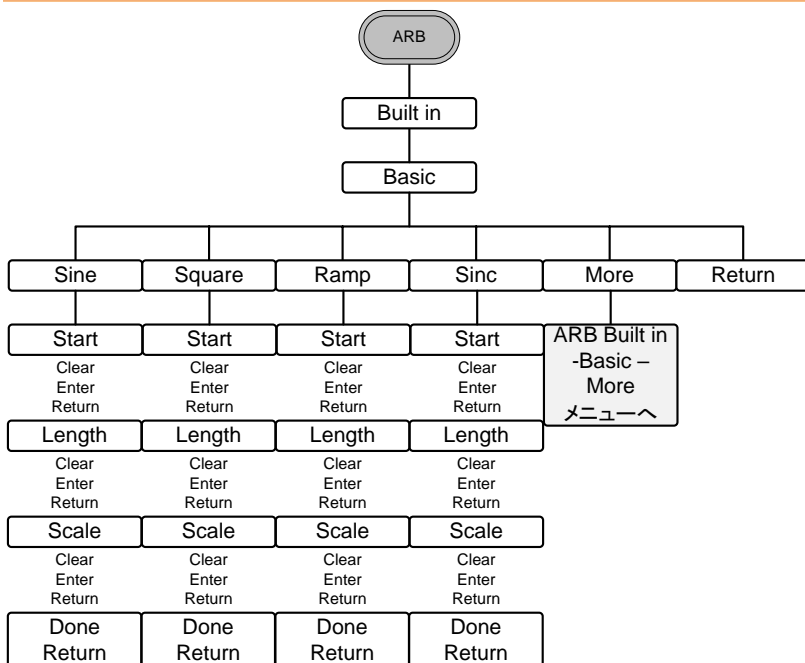 ARB
Built in
Basic
Sine Square Ramp Sinc More Return
Start Start Start Start ARB Built in
-Basic –
More
メニューへ
Clear Clear Clear Clear
Enter Enter Enter Enter
Return Return Return Return
Length Length Length Length
Clear Clear Clear Clear
Enter Enter Enter Enter
Return Return Return Return
Scale Scale Scale Scale
Clear Clear Clear Clear
Enter Enter Enter Enter
Return Return Return Return
Done Done Done Done
Return Return Return Return